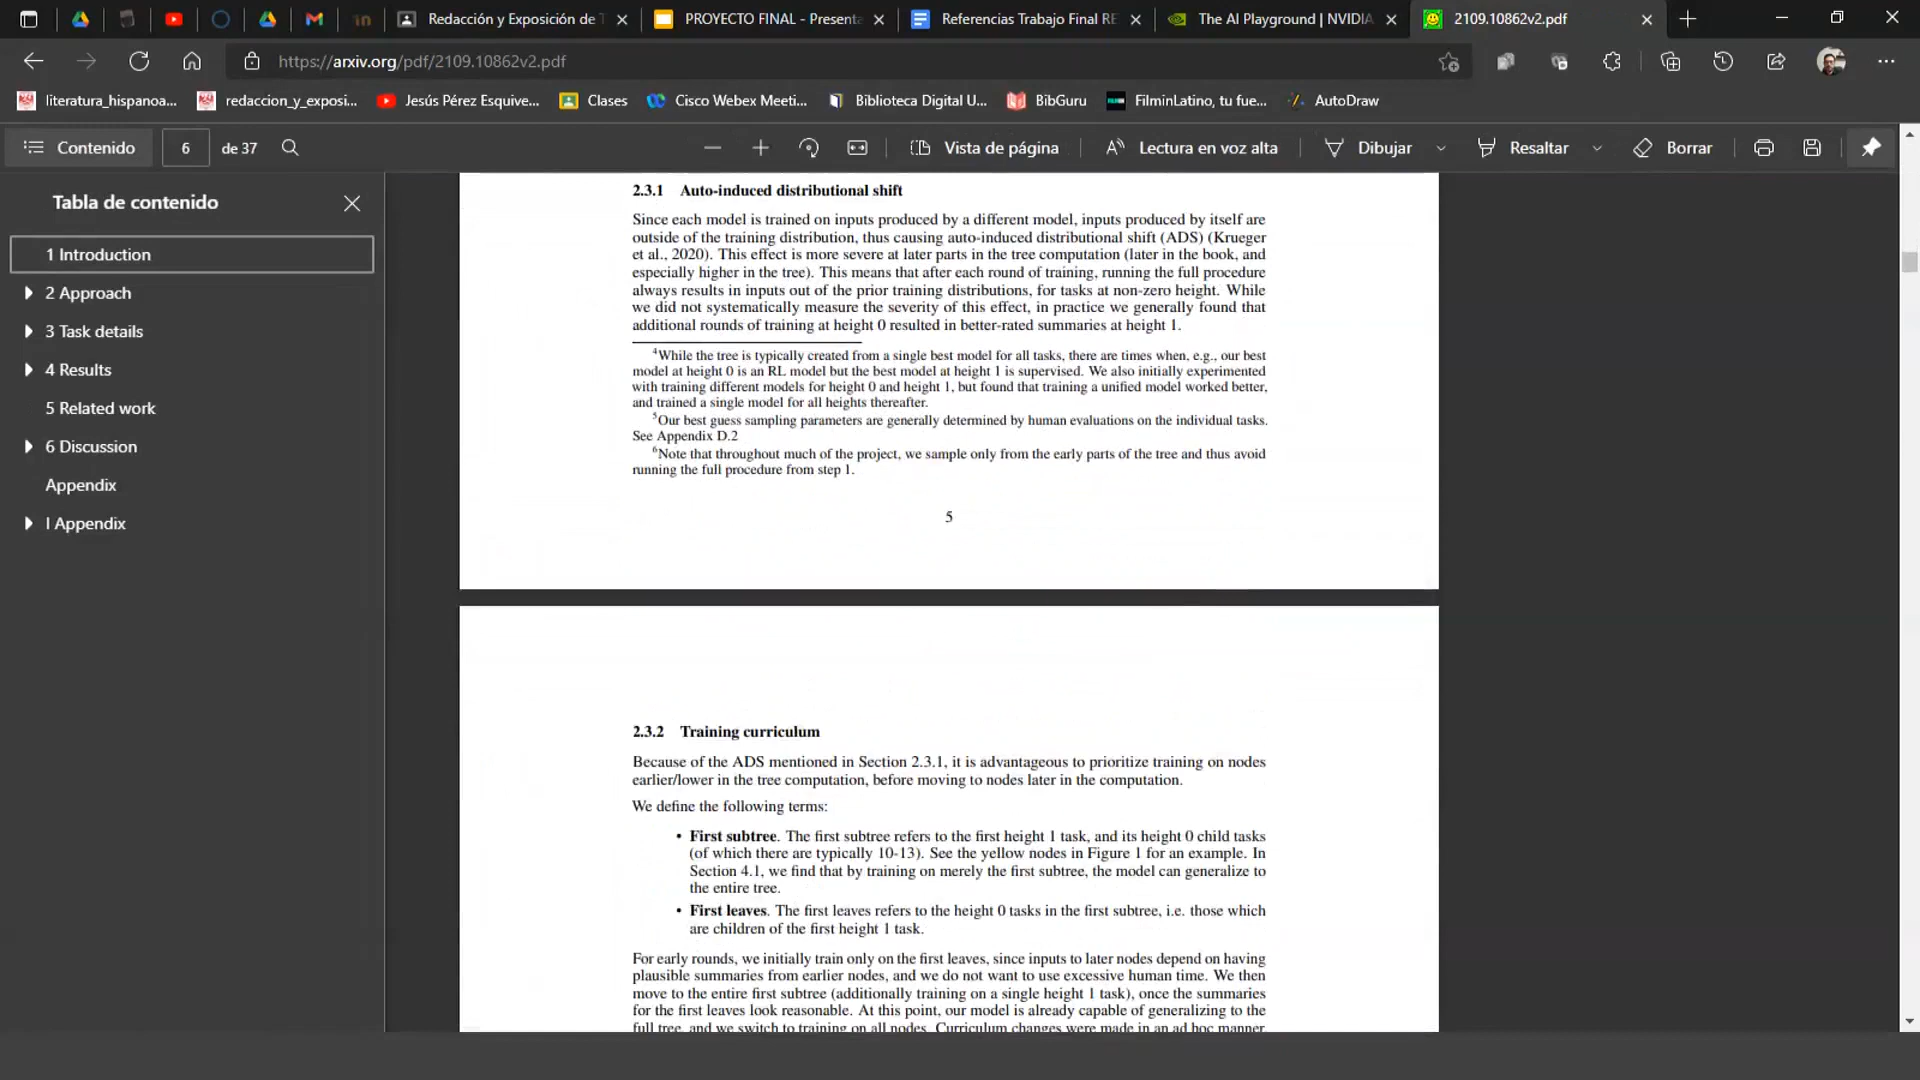 Redacción y Exposición de T
PROYECTO FINAL - Presenta
Referencias Trabajo Final RE
The AI Playground | NVIDIA
2109.10862v2.pdf
https://arxiv.org/pdf/2109.10862v2.pdf
literatura_hispanoa...
redaccion_y_exposi...
Jesús Pérez Esquive...
Clases
Cisco Webex Meeti...
Biblioteca Digital U...
BibGuru
FilminLatino, tu fue...
AutoDraw
Contenido
6
de 37
Vista de página
Lectura en voz alta
Dibujar
Resaltar
Borrar
Tabla de contenido
1 Introduction
2 Approach
3 Task details
4 Results
5 Related work
6 Discussion
Appendix
I Appendix
2.3.1 Auto-induced distributional shift
Since each model is trained on inputs produced by a different model, inputs produced by itself are
outside of the training distribution, thus causing auto-induced distributional shift (ADS) (Krueger
et al., 2020). This effect is more severe at later parts in the tree computation (later in the book, and
especially higher in the tree). This means that after each round of training, running the full procedure
always results in inputs out of the prior training distributions, for tasks at non-zero height. While
we did not systematically measure the severity of this effect, in practice we generally found that
additional rounds of training at height 0 resulted in better-rated summaries at height 1.
4While the tree is typically created from a single best model for all tasks, there are times when, e.g., our best
model at height 0 is an RL model but the best model at height 1 is supervised. We also initially experimented
with training different models for height 0 and height 1, but found that training a unified model worked better,
and trained a single model for all heights thereafter.
5Our best guess sampling parameters are generally determined by human evaluations on the individual tasks.
See Appendix D.2
6Note that throughout much of the project, we sample only from the early parts of the tree and thus avoid
running the full procedure from step 1.
5
2.3.2 Training curriculum
Because of the ADS mentioned in Section 2.3.1, it is advantageous to prioritize training on nodes
earlier/lower in the tree computation, before moving to nodes later in the computation.
We define the following terms:
• First subtree. The first subtree refers to the first height 1 task, and its height 0 child tasks
(of which there are typically 10-13). See the yellow nodes in Figure 1 for an example. In
Section 4.1, we find that by training on merely the first subtree, the model can generalize to
the entire tree.
• First leaves. The first leaves refers to the height 0 tasks in the first subtree, i.e. those which
are children of the first height 1 task.
For early rounds, we initially train only on the first leaves, since inputs to later nodes depend on having
plausible summaries from earlier nodes, and we do not want to use excessive human time. We then
move to the entire first subtree (additionally training on a single height 1 task), once the summaries
for the first leaves look reasonable. At this point, our model is already capable of generalizing to the
full tree, and we switch to training on all nodes. Curriculum changes were made in an ad hoc manner,